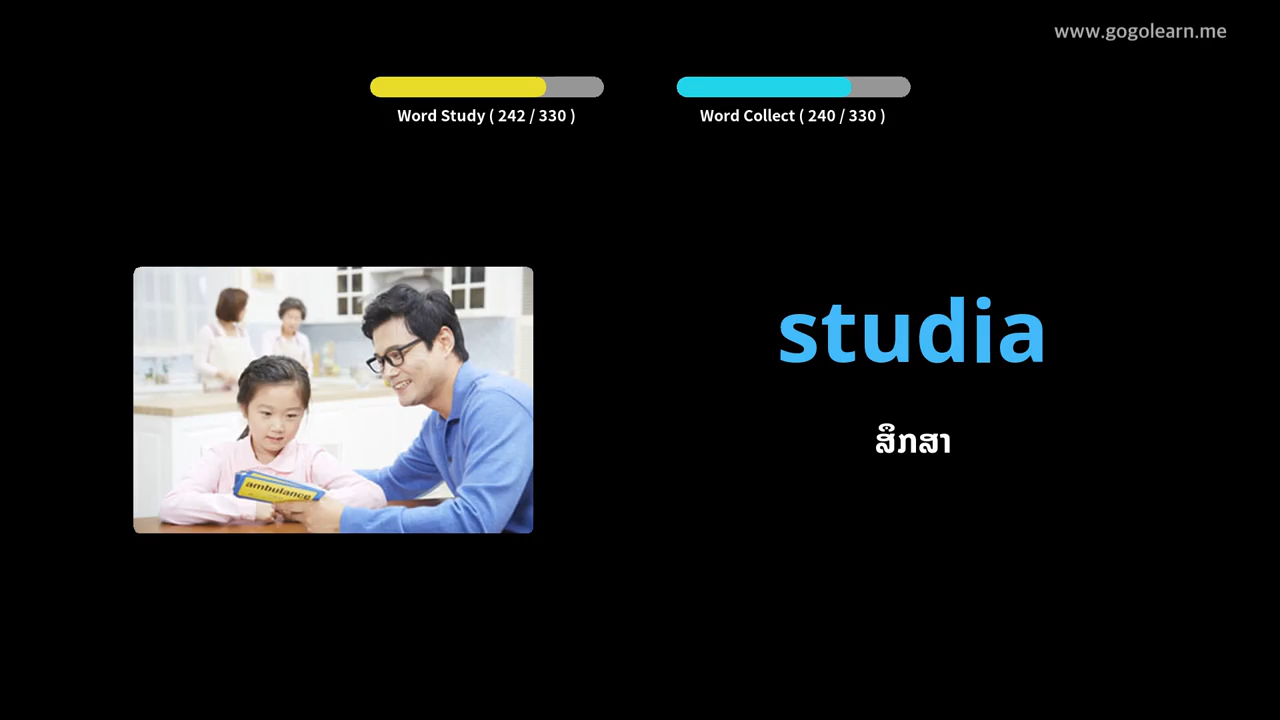 www.gogolearn.me
Word Study ( 242 / 330 )
Word Collect ( 240 / 330 )
studia
ສຶກສາ
ambulance